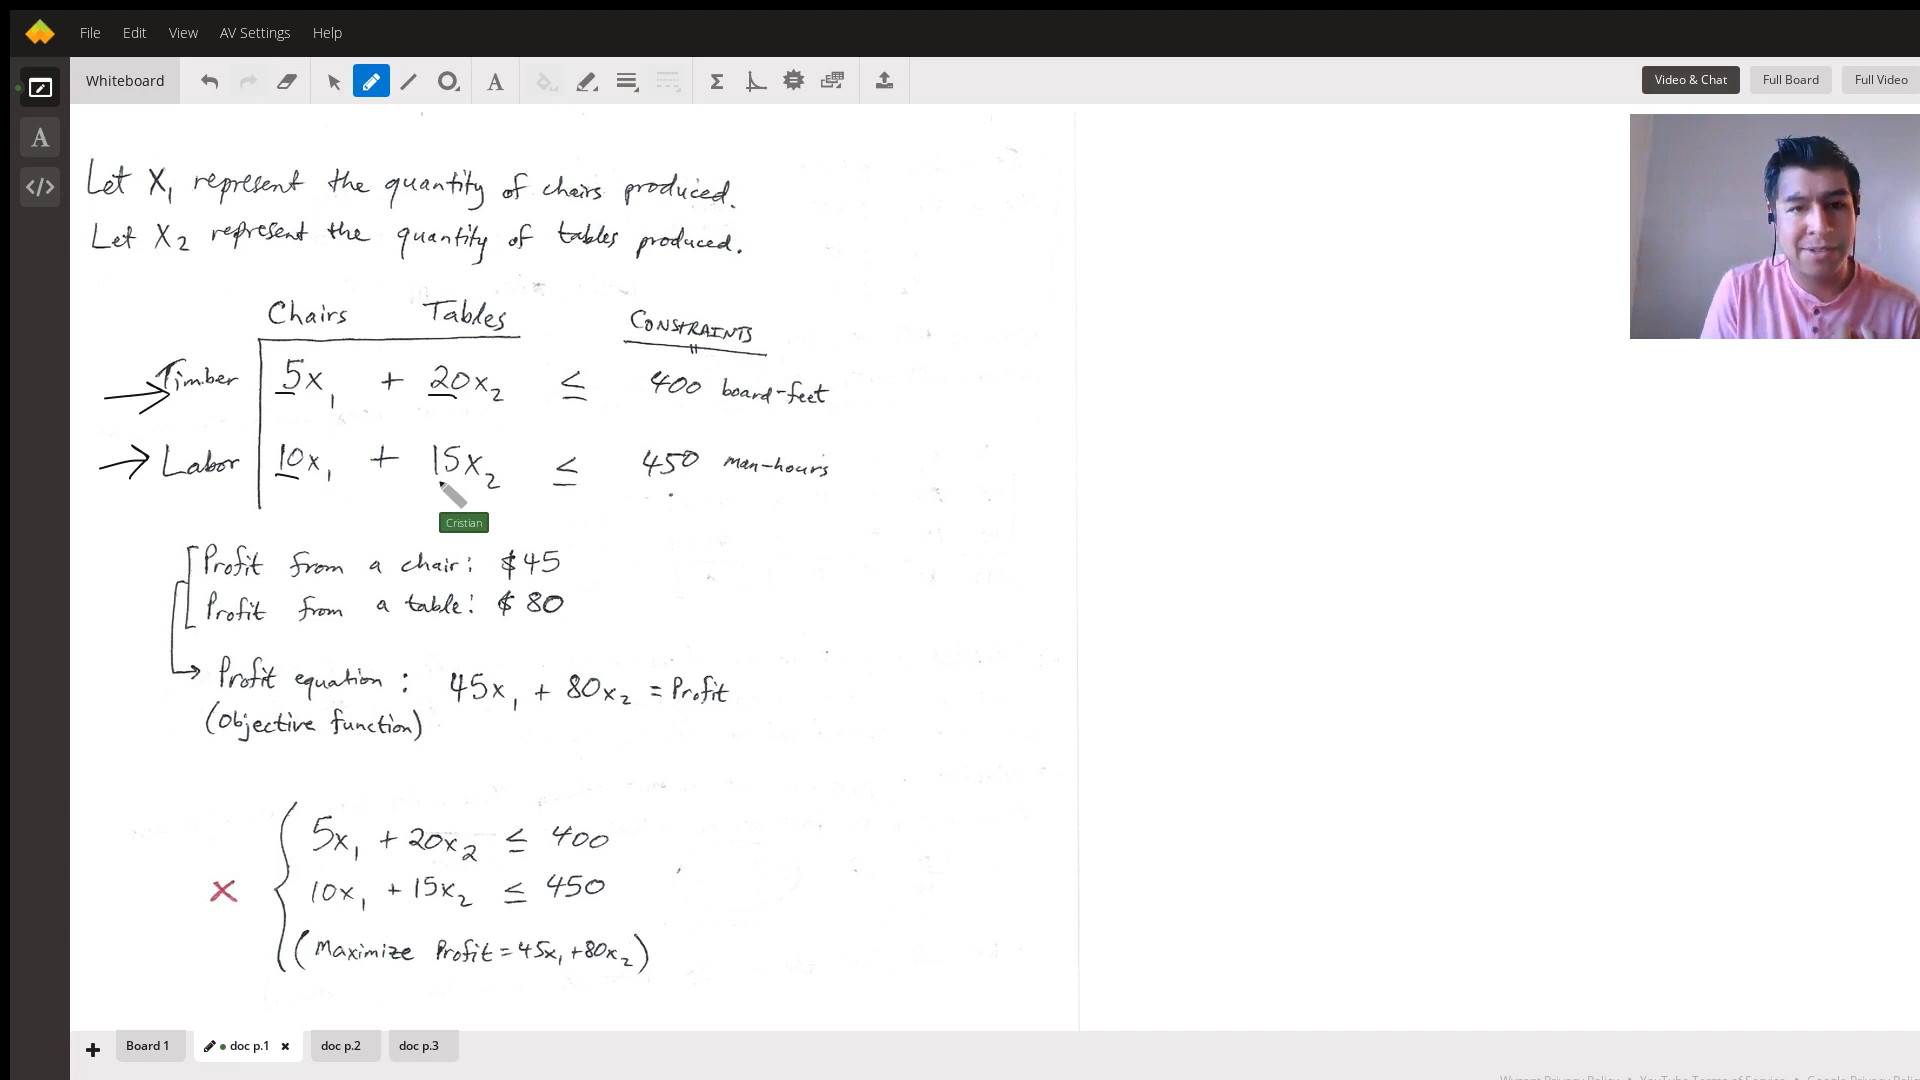 File Edit View AV Settings Help
Whiteboard A Σ Video & Chat Full Board Full Video
A
</>
Let X₁ represent the quantity of chairs produced.
Let X₂ represent the quantity of tables produced.
Chairs Tables CONSTRAINTS
Timber 5x₁ + 20x₂ ≤ 400 board-feet
Labor 10x₁ + 15x₂ ≤ 450 man-hours
Cristian
Profit from a chair: $45
Profit from a table: $80
Profit equation: 45x₁ + 80x₂ = Profit
(Objective function)
5x₁ + 20x₂ ≤ 400
10x₁ + 15x₂ ≤ 450
(Maximize Profit = 45x₁ + 80x₂)
Board 1 doc p.1 doc p.2 doc p.3